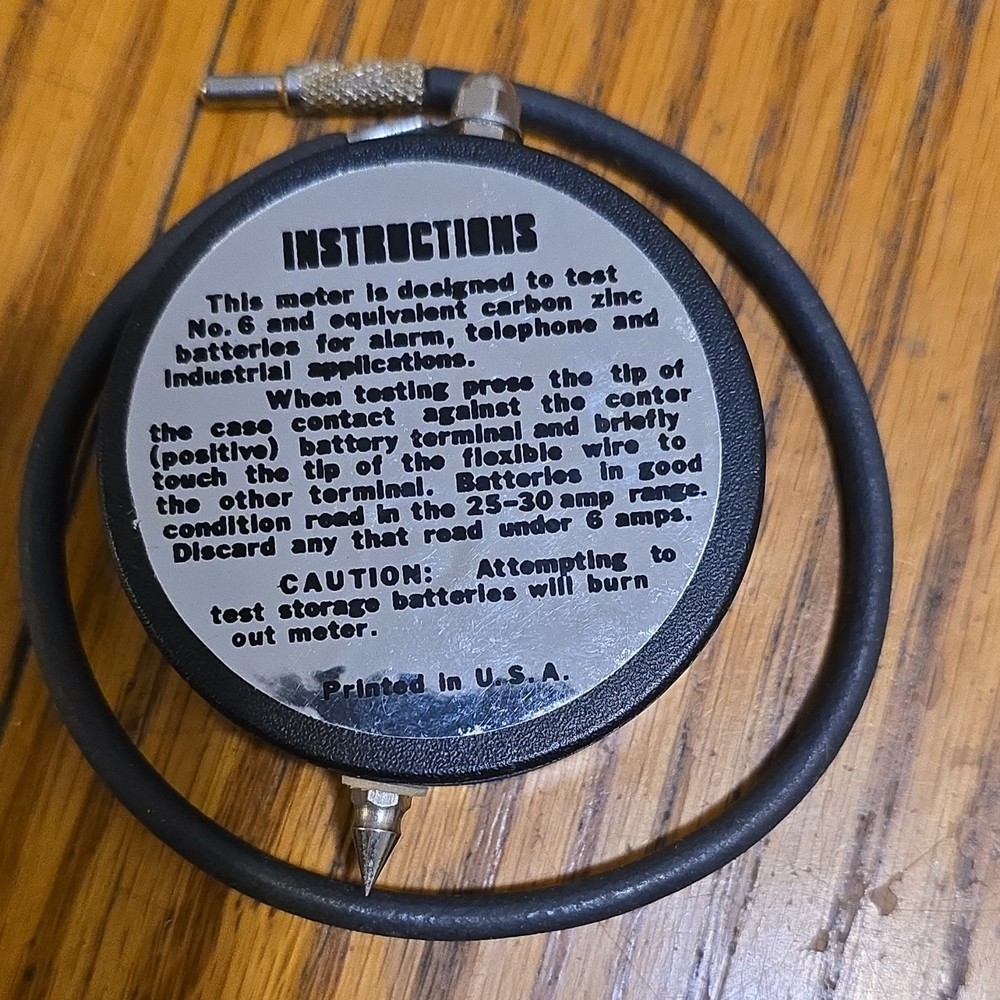 INSTRUCTIONS
This meter is designed to test
No. 6 and equivalent carbon zinc
batteries for alarm, telephone and
industrial applications.
When testing press the tip of
the case contact against the center
(positive) battery terminal and briefly
touch the tip of the flexible wire to
the other terminal. Batteries in good
condition read in the 25-30 amp range.
Discard any that read under 6 amps.
CAUTION: Attempting to
test storage batteries will burn
out meter.
Printed in U.S.A.